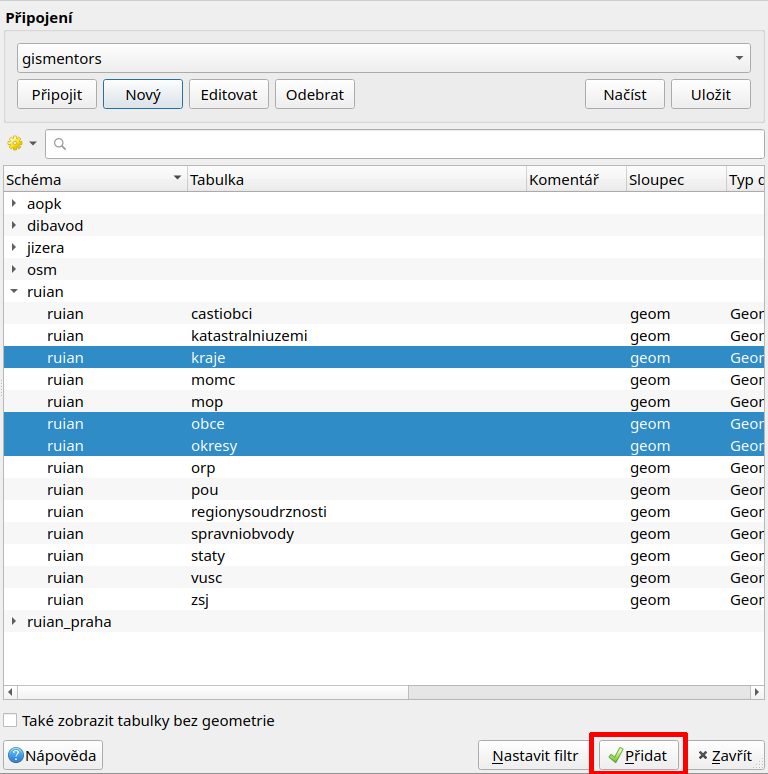 Připojení
gismentors
Připojit Nový Editovat Odebrat Načíst Uložit
Schéma Tabulka Komentář Sloupec Typ d
aopk
dibavod
jizera
osm
ruian
ruian castiobci geom Geor
ruian katastralniuzemi geom Geor
ruian kraje geom Geor
ruian momc geom Geor
ruian mop geom Geor
ruian obce geom Geor
ruian okresy geom Geor
ruian orp geom Geor
ruian pou geom Geor
ruian regionysoudrznosti geom Geor
ruian spravniobvody geom Geor
ruian staty geom Geor
ruian vusc geom Geor
ruian zsj geom Geor
ruian_praha
Také zobrazit tabulky bez geometrie
Nápověda Nastavit filtr Přidat Zavřít